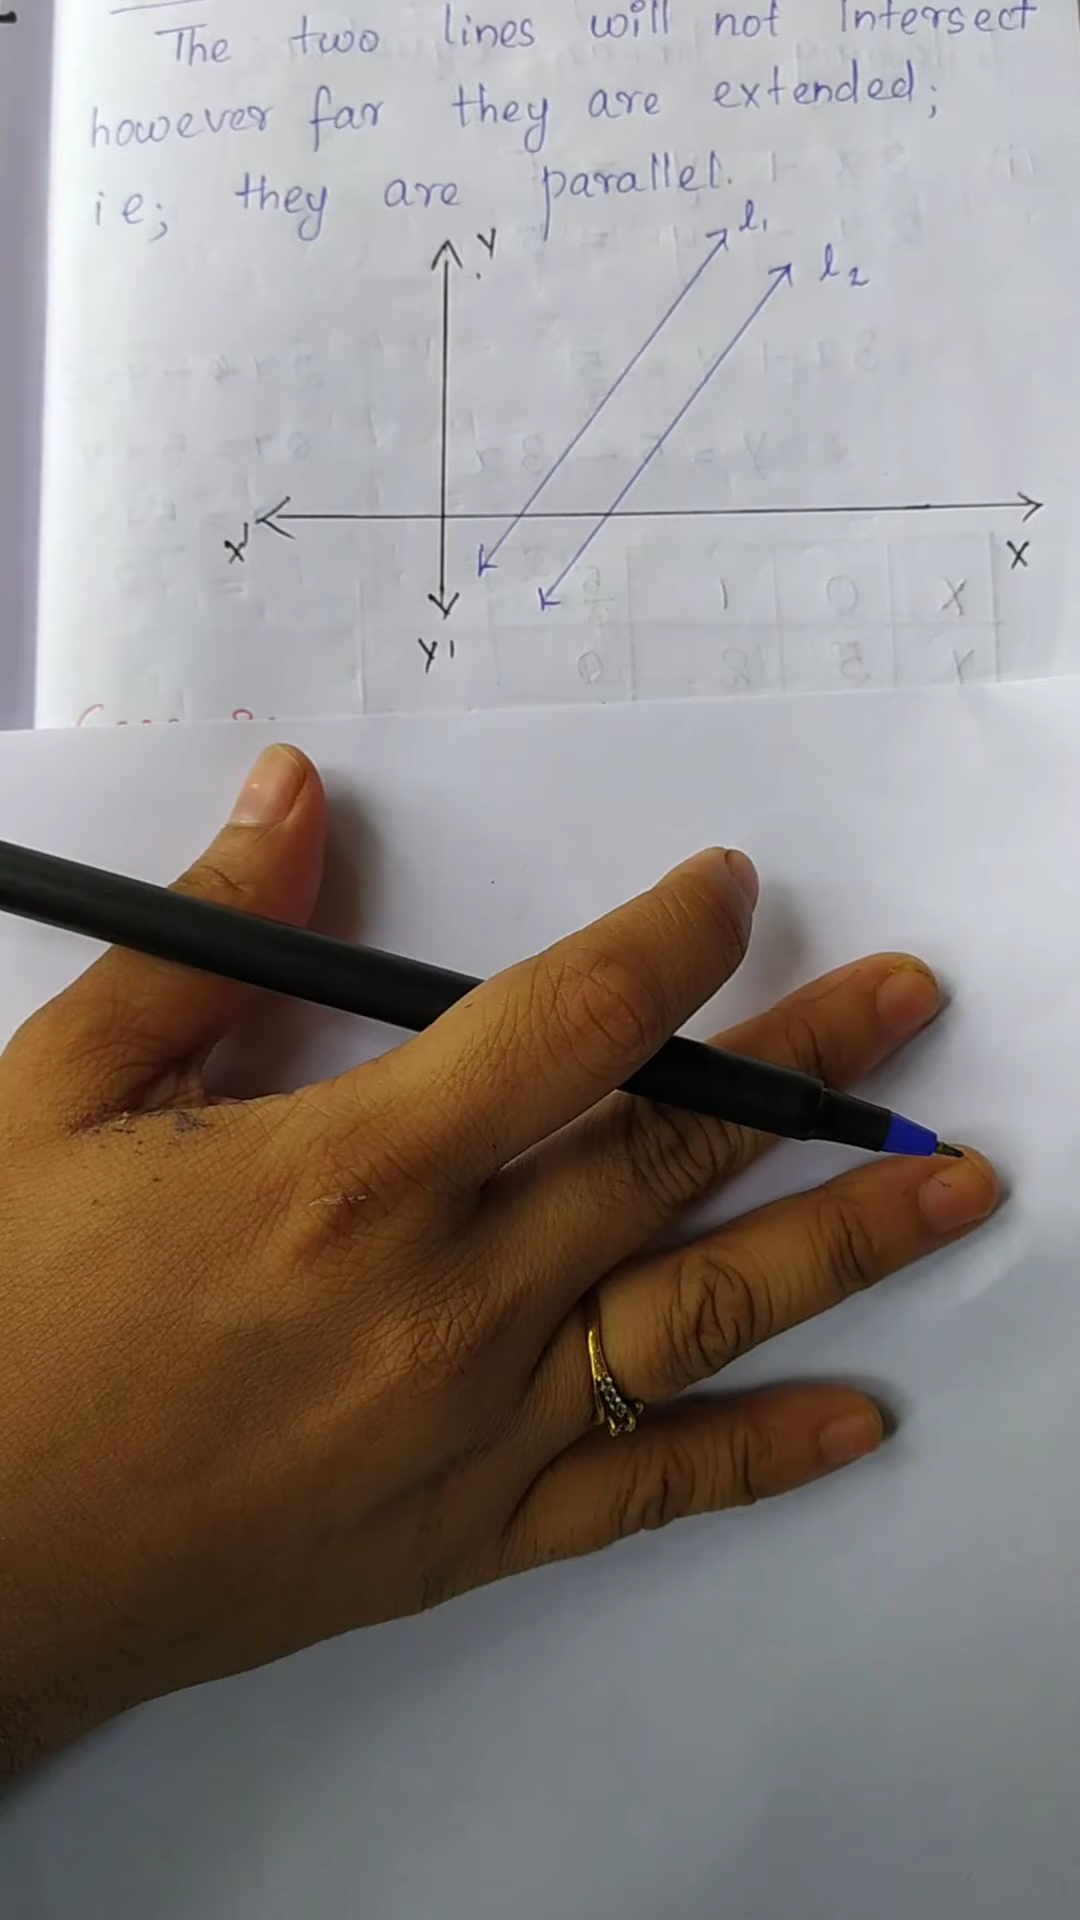 The two lines will not Intersect
however far they are extended;
ie; they are parallel.
l₁
Y
l₂
X'
X
Y'